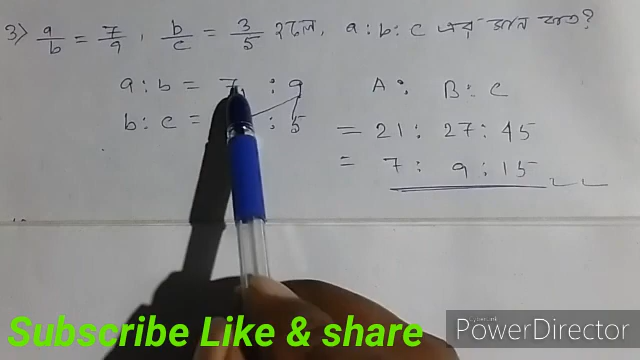 3) a/b = 7/9, b/c = 3/5 হলে, a : b : c এর মান কত?
a : b = 7 : 9
b : c = : 5
A : B : C
= 21 : 27 : 45
= 7 : 9 : 15
Subscribe Like & share
CyberLink
PowerDirector